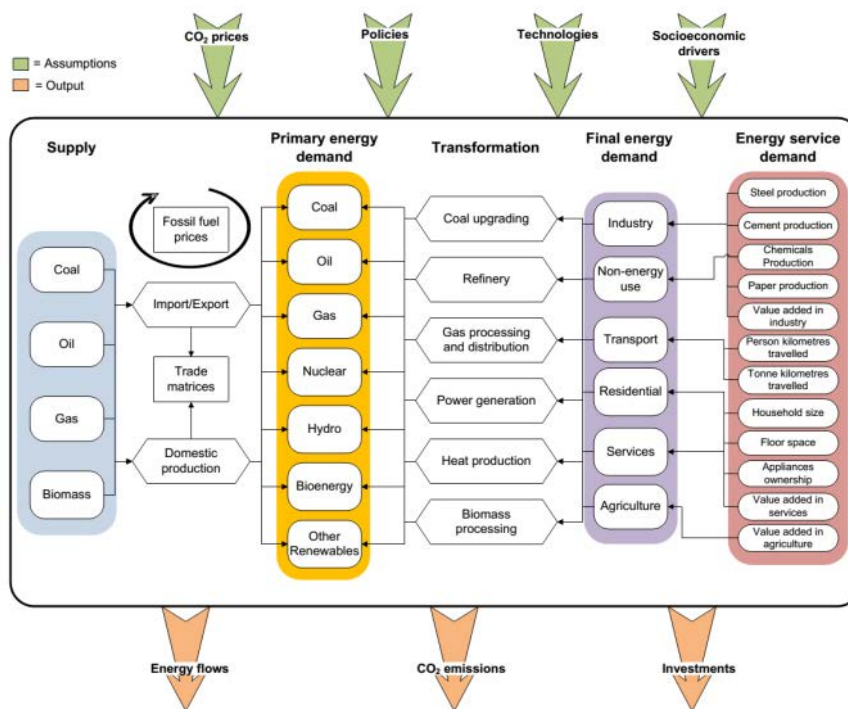 CO₂ prices
Policies
Technologies
Socioeconomic
drivers
= Assumptions
= Output
Supply
Primary energy
demand
Transformation
Final energy
demand
Energy service
demand
Fossil fuel
prices
Coal
Oil
Gas
Biomass
Import/Export
Trade
matrices
Domestic
production
Coal
Oil
Gas
Nuclear
Hydro
Bioenergy
Other
Renewables
Coal upgrading
Refinery
Gas processing
and distribution
Power generation
Heat production
Biomass
processing
Industry
Non-energy
use
Transport
Residential
Services
Agriculture
Steel production
Cement production
Chemicals
Production
Paper production
Value added in
industry
Person kilometres
travelled
Tonne kilometres
travelled
Household size
Floor space
Appliances
ownership
Value added in
services
Value added in
agriculture
Energy flows
CO₂ emissions
Investments